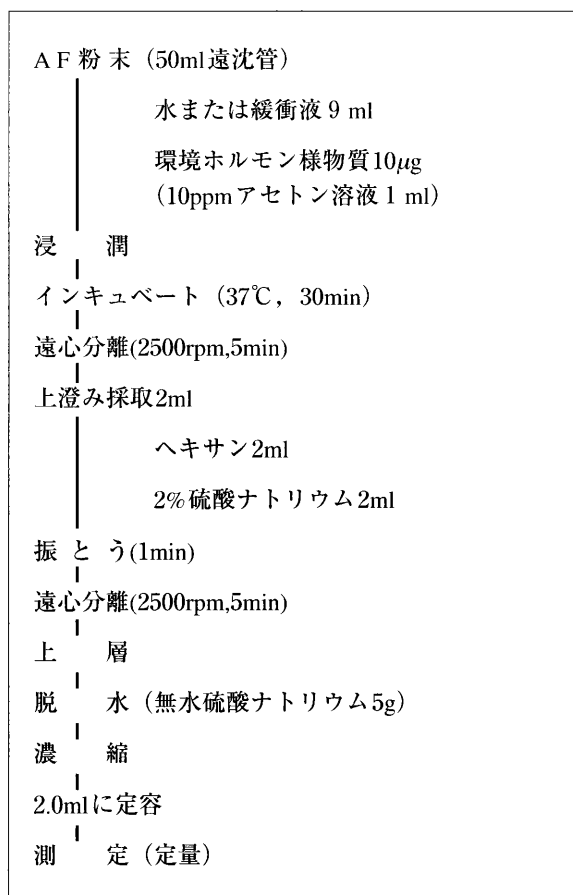 AF粉末（50ml遠沈管）
水または緩衝液9ml
環境ホルモン様物質10μg
（10ppmアセトン溶液1ml）
浸　潤
インキュベート（37℃，30min）
遠心分離(2500rpm,5min)
上澄み採取2ml
ヘキサン2ml
2%硫酸ナトリウム2ml
振とう(1min)
遠心分離(2500rpm,5min)
上　層
脱　水（無水硫酸ナトリウム5g）
濃　縮
2.0mlに定容
測　定（定量）